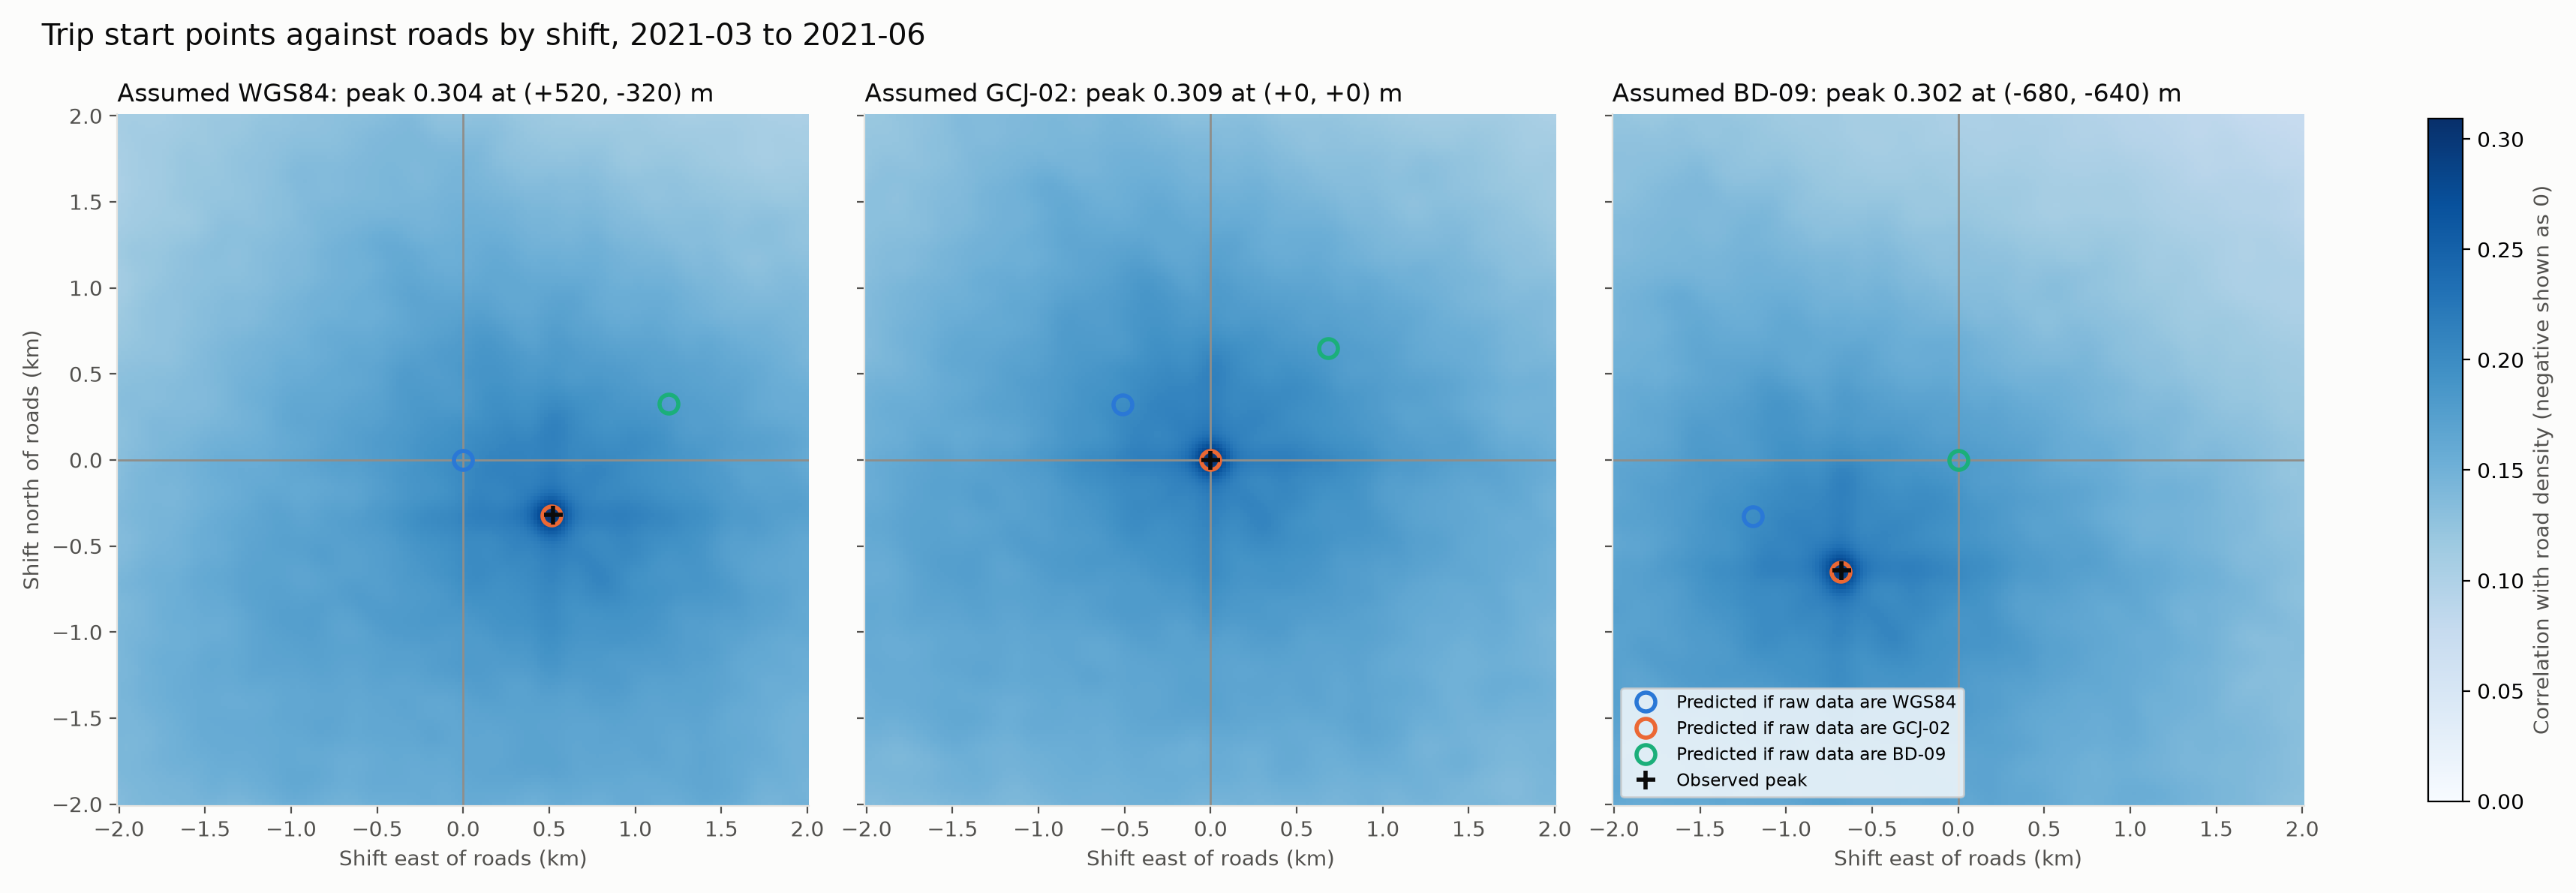 Trip start points against roads by shift, 2021-03 to 2021-06
Assumed WGS84: peak 0.304 at (+520, -320) m
Assumed GCJ-02: peak 0.309 at (+0, +0) m
Assumed BD-09: peak 0.302 at (-680, -640) m
Shift north of roads (km)
2.0
1.5
1.0
0.5
0.0
−0.5
−1.0
−1.5
−2.0
−2.0 −1.5 −1.0 −0.5 0.0 0.5 1.0 1.5 2.0
Shift east of roads (km)
−2.0 −1.5 −1.0 −0.5 0.0 0.5 1.0 1.5 2.0
Shift east of roads (km)
Predicted if raw data are WGS84
Predicted if raw data are GCJ-02
Predicted if raw data are BD-09
Observed peak
−2.0 −1.5 −1.0 −0.5 0.0 0.5 1.0 1.5 2.0
Shift east of roads (km)
0.30
0.25
0.20
0.15
0.10
0.05
0.00
Correlation with road density (negative shown as 0)